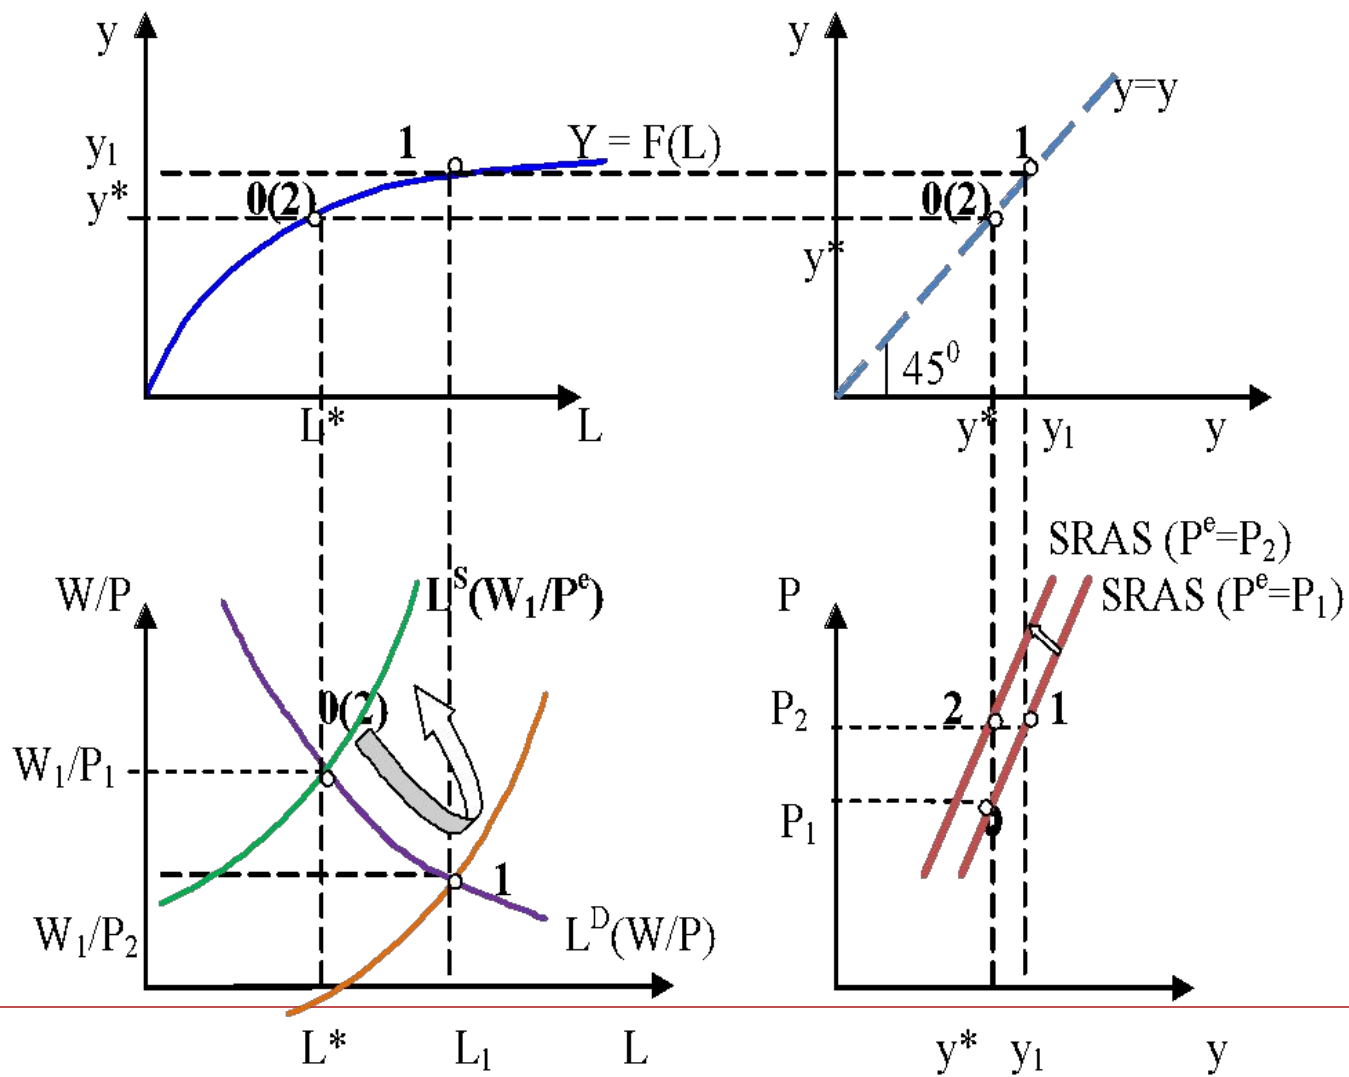 y
y₁
y*
1
0(2)
Y = F(L)
L*
L
y
y=y
1
0(2)
y*
45⁰
y*
y₁
y
W/P
Lˢ(W₁/Pᵉ)
0(2)
W₁/P₁
1
W₁/P₂
Lᴰ(W/P)
L*
L₁
L
SRAS (Pᵉ=P₂)
P
SRAS (Pᵉ=P₁)
P₂
2
1
P₁
0
y*
y₁
y